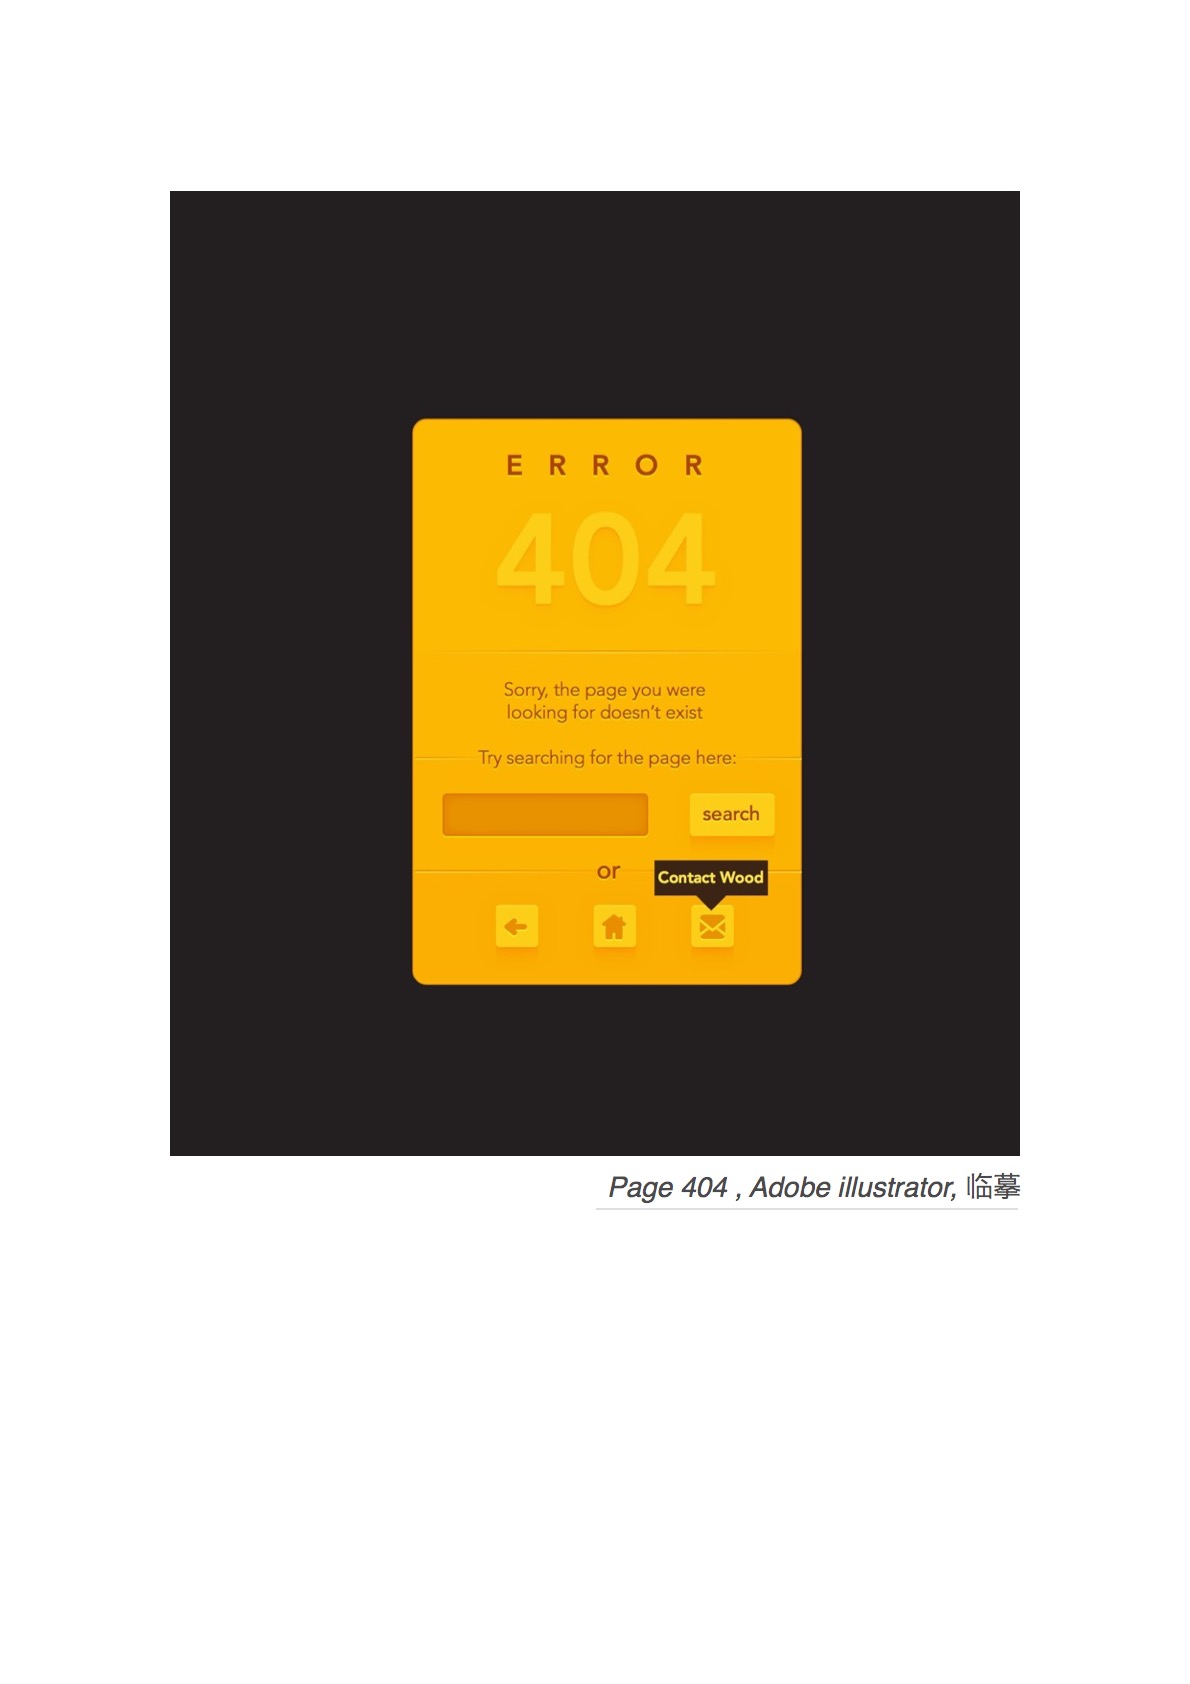 E R R O R
404
Sorry, the page you were
looking for doesn't exist
Try searching for the page here:
search
or
Contact Wood
Page 404 , Adobe illustrator, 临摹